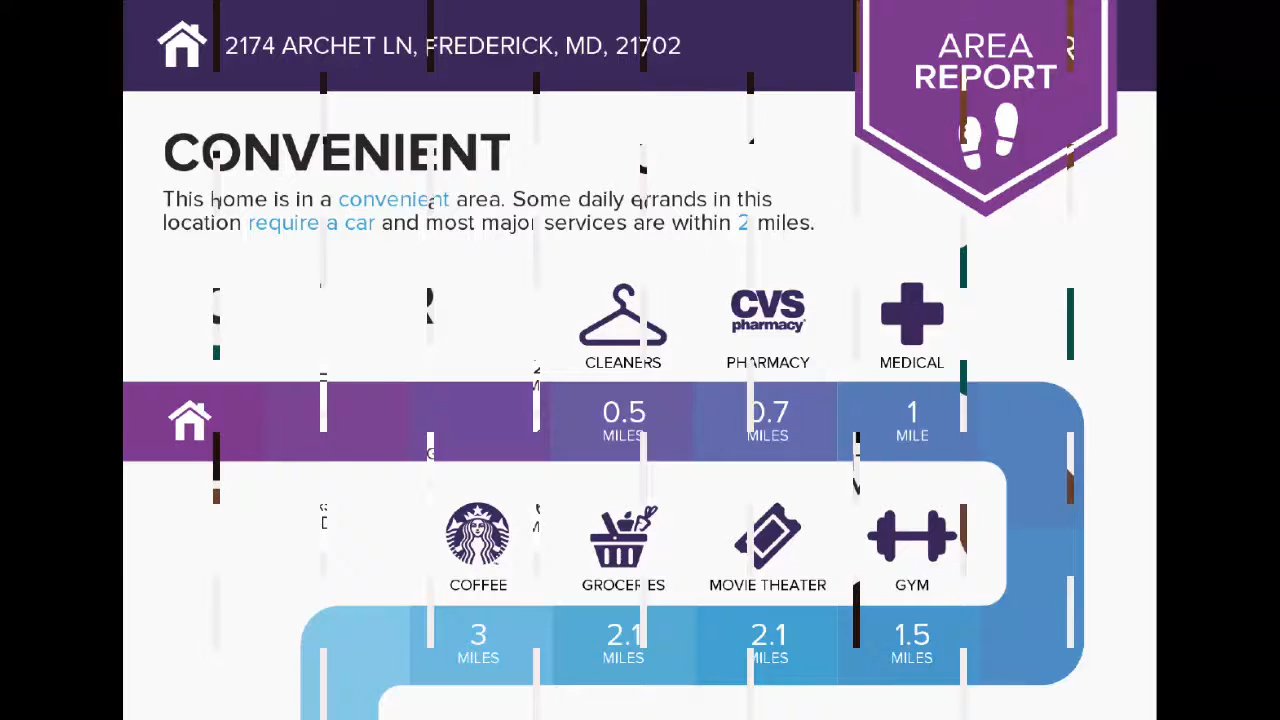 2174 ARCHET LN, FREDERICK, MD, 21702
AREA
REPORT
CONVENIENT
This home is in a convenient area. Some daily errands in this
location require a car and most major services are within 2 miles.
CVS
pharmacy
CLEANERS PHARMACY MEDICAL
0.5 0.7 1
MILES MILES MILE
COFFEE GROCERIES MOVIE THEATER GYM
3 2.1 2.1 1.5
MILES MILES MILES MILES